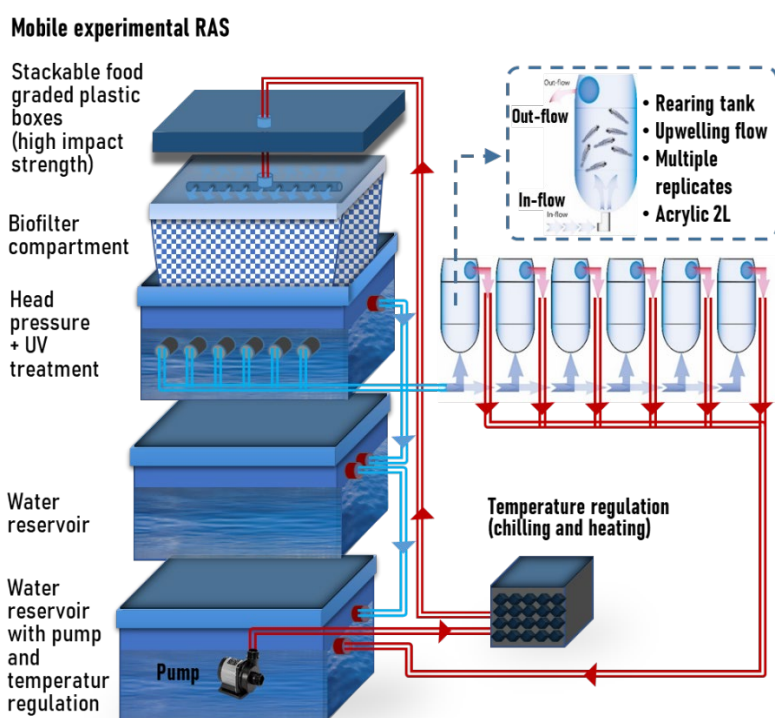 Mobile experimental RAS
Stackable food
graded plastic
boxes
(high impact
strength)
Biofilter
compartment
Head
pressure
+ UV
treatment
Water
reservoir
Water
reservoir
with pump
and
temperatur
regulation
Pump
Out-flow
Out-flow
In-flow
In-flow
• Rearing tank
• Upwelling flow
• Multiple
replicates
• Acrylic 2L
Temperature regulation
(chilling and heating)